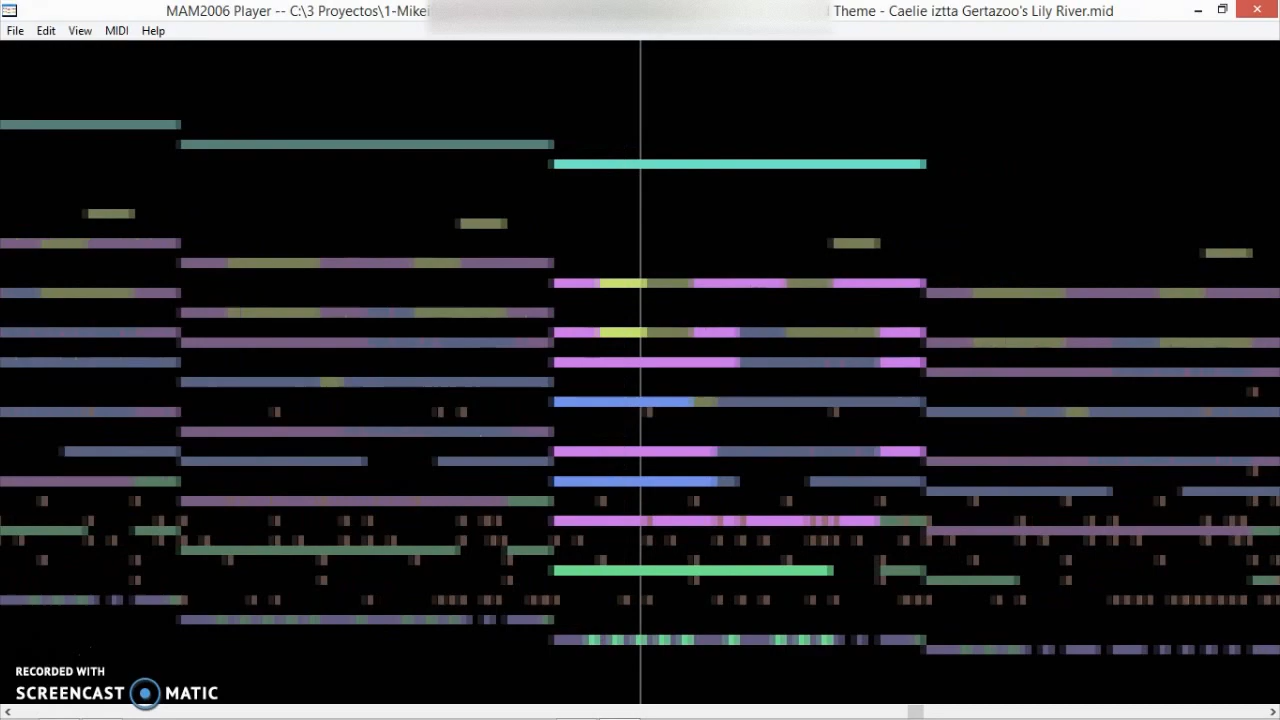 MAM2006 Player -- C:\3 Proyectos\1-Mike Theme - Caelie iztta Gertazoo's Lily River.mid
File Edit View MIDI Help
RECORDED WITH
SCREENCAST MATIC